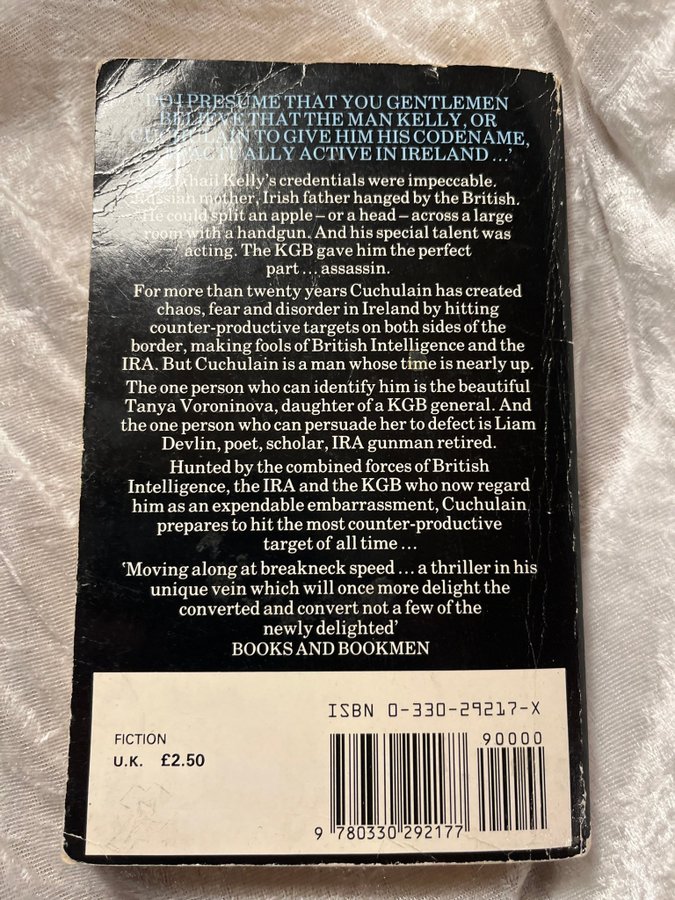 DO I PRESUME THAT YOU GENTLEMEN
BELIEVE THAT THE MAN KELLY, OR
CUCHULAIN TO GIVE HIM HIS CODENAME,
ACTUALLY ACTIVE IN IRELAND ...’
Mikhail Kelly’s credentials were impeccable.
Russian mother, Irish father hanged by the British.
He could split an apple – or a head – across a large
room with a handgun. And his special talent was
acting. The KGB gave him the perfect
part ... assassin.
For more than twenty years Cuchulain has created
chaos, fear and disorder in Ireland by hitting
counter-productive targets on both sides of the
border, making fools of British Intelligence and the
IRA. But Cuchulain is a man whose time is nearly up.
The one person who can identify him is the beautiful
Tanya Voroninova, daughter of a KGB general. And
the one person who can persuade her to defect is Liam
Devlin, poet, scholar, IRA gunman retired.
Hunted by the combined forces of British
Intelligence, the IRA and the KGB who now regard
him as an expendable embarrassment, Cuchulain
prepares to hit the most counter-productive
target of all time ...
‘Moving along at breakneck speed ... a thriller in his
unique vein which will once more delight the
converted and convert not a few of the
newly delighted’
BOOKS AND BOOKMEN
ISBN 0-330-29217-X
FICTION
U.K. £2.50
90000
9 780330 292177